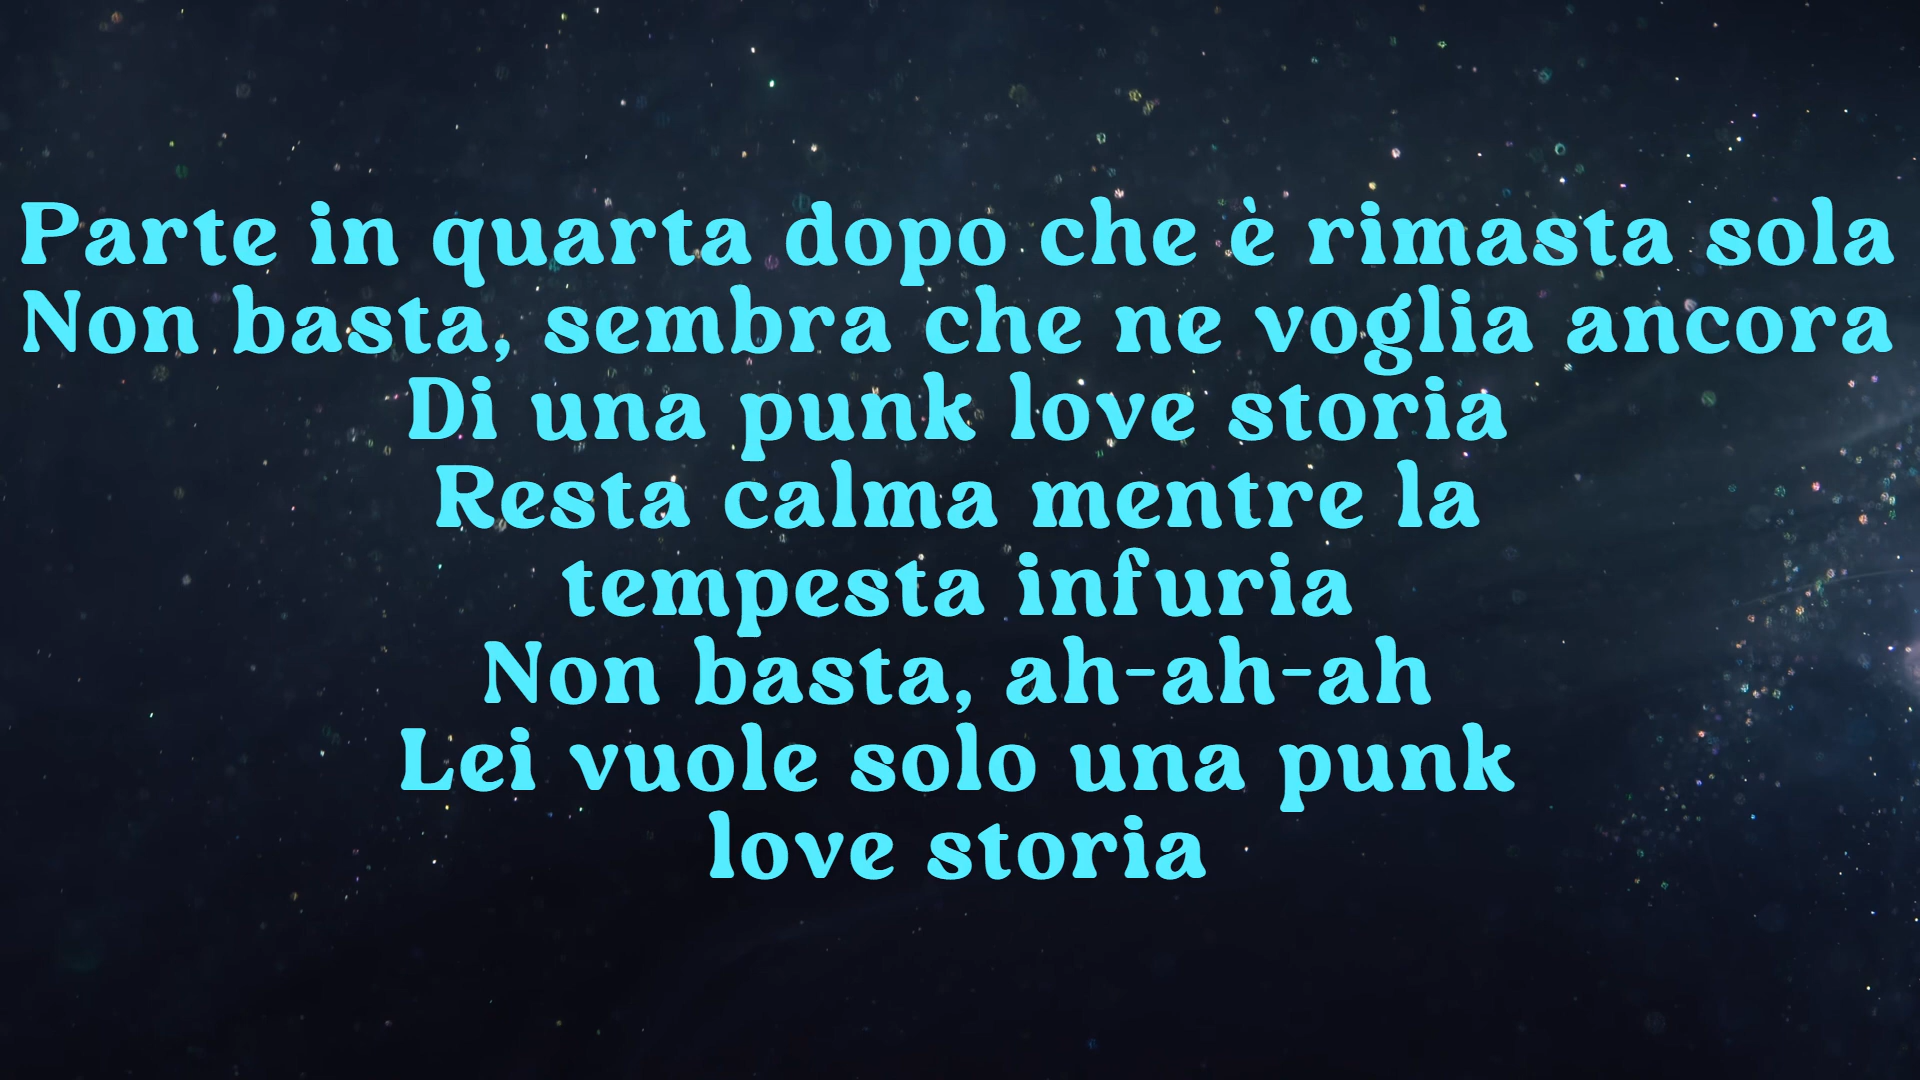 Parte in quarta dopo che è rimasta sola
Non basta, sembra che ne voglia ancora
Di una punk love storia
Resta calma mentre la
tempesta infuria
Non basta, ah-ah-ah
Lei vuole solo una punk
love storia